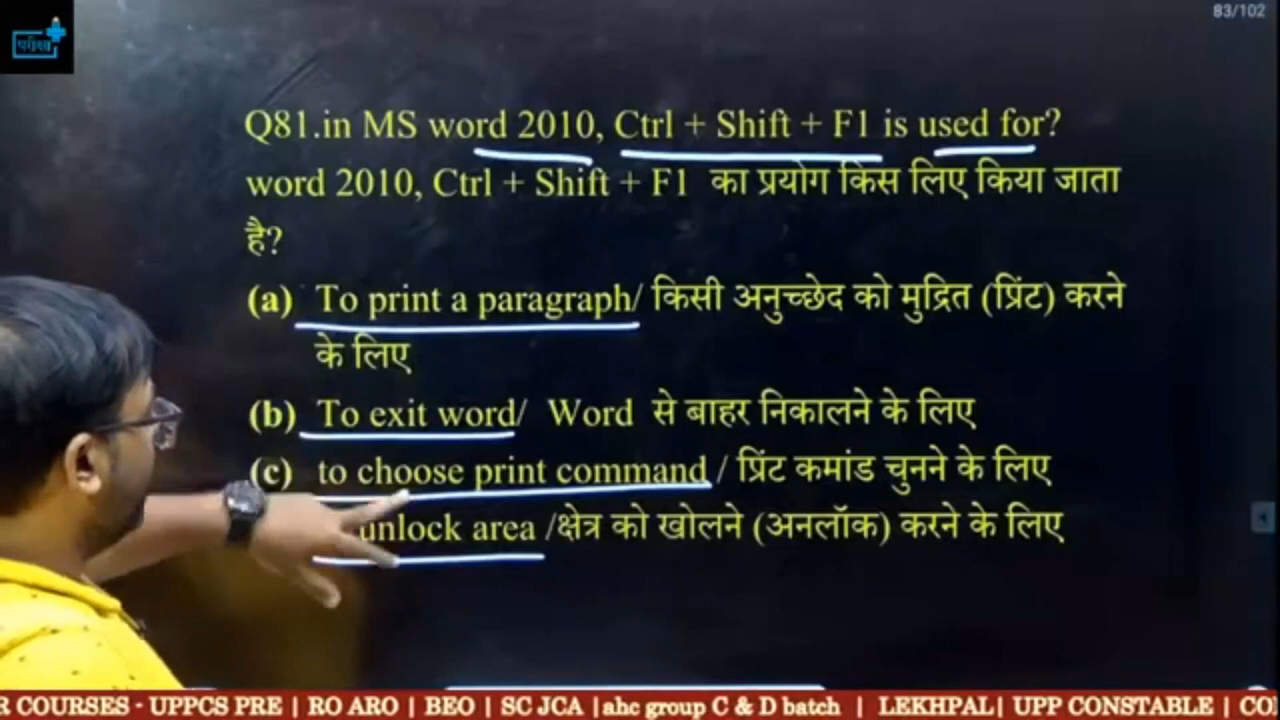 83/102
परीक्षा
Q81.in MS word 2010, Ctrl + Shift + F1 is used for?
word 2010, Ctrl + Shift + F1 का प्रयोग किस लिए किया जाता
है?
(a) To print a paragraph/ किसी अनुच्छेद को मुद्रित (प्रिंट) करने
के लिए
(b) To exit word/ Word से बाहर निकालने के लिए
(c) to choose print command / प्रिंट कमांड चुनने के लिए
unlock area /क्षेत्र को खोलने (अनलॉक) करने के लिए
R COURSES - UPPCS PRE | RO ARO | BEO | SC JCA |ahc group C & D batch | LEKHPAL| UPP CONSTABLE | CO